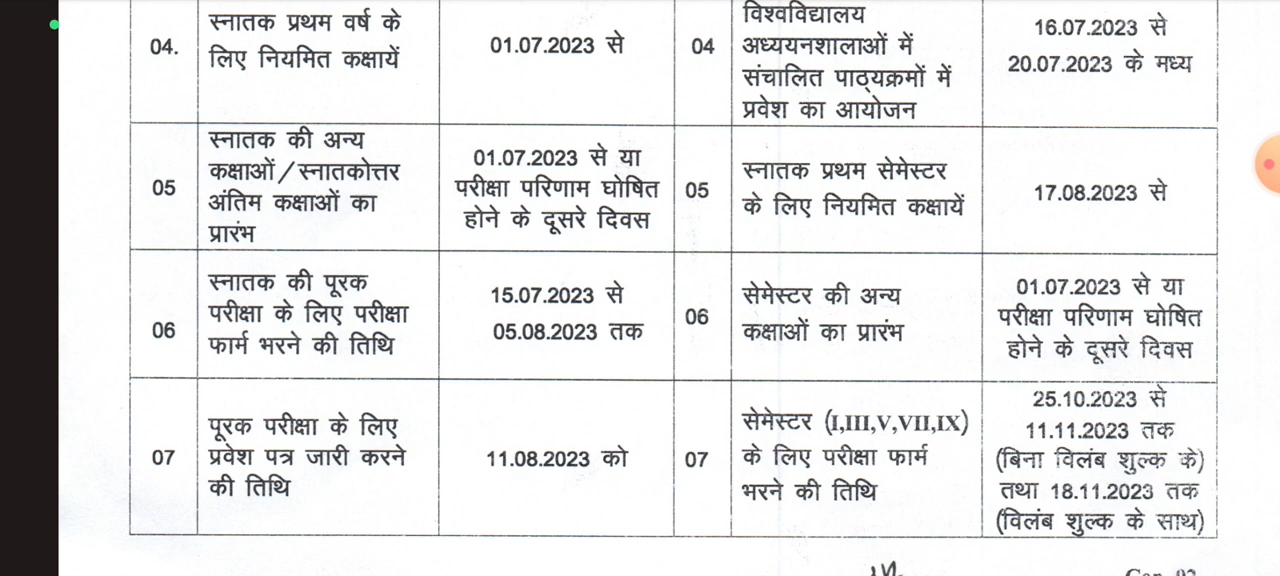 04.
स्नातक प्रथम वर्ष के
लिए नियमित कक्षायें
01.07.2023 से
04
विश्वविद्यालय
अध्ययनशालाओं में
संचालित पाठ्यक्रमों में
प्रवेश का आयोजन
16.07.2023 से
20.07.2023 के मध्य
05
स्नातक की अन्य
कक्षाओं/स्नातकोत्तर
अंतिम कक्षाओं का
प्रारंभ
01.07.2023 से या
परीक्षा परिणाम घोषित
होने के दूसरे दिवस
05
स्नातक प्रथम सेमेस्टर
के लिए नियमित कक्षायें
17.08.2023 से
06
स्नातक की पूरक
परीक्षा के लिए परीक्षा
फार्म भरने की तिथि
15.07.2023 से
05.08.2023 तक
06
सेमेस्टर की अन्य
कक्षाओं का प्रारंभ
01.07.2023 से या
परीक्षा परिणाम घोषित
होने के दूसरे दिवस
07
पूरक परीक्षा के लिए
प्रवेश पत्र जारी करने
की तिथि
11.08.2023 को
07
सेमेस्टर (I,III,V,VII,IX)
के लिए परीक्षा फार्म
भरने की तिथि
25.10.2023 से
11.11.2023 तक
(बिना विलंब शुल्क के)
तथा 18.11.2023 तक
(विलंब शुल्क के साथ)